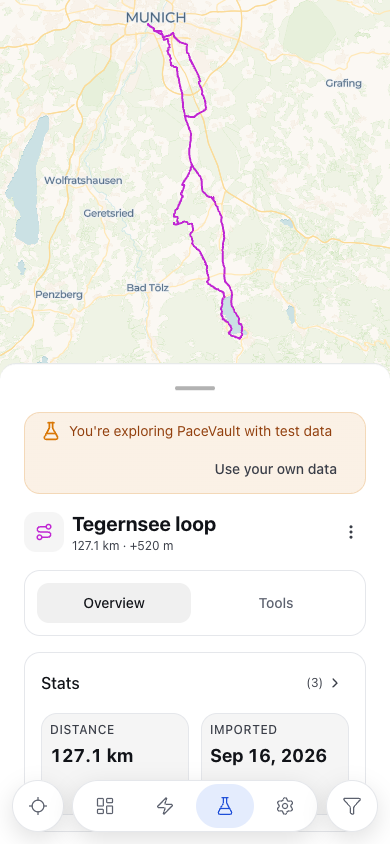 MUNICH
Grafing
Wolfratshausen
Geretsried
Bad Tölz
Penzberg
You're exploring PaceVault with test data
Use your own data
Tegernsee loop
127.1 km · +520 m
Overview
Tools
Stats
(3)
DISTANCE
IMPORTED
127.1 km
Sep 16, 2026